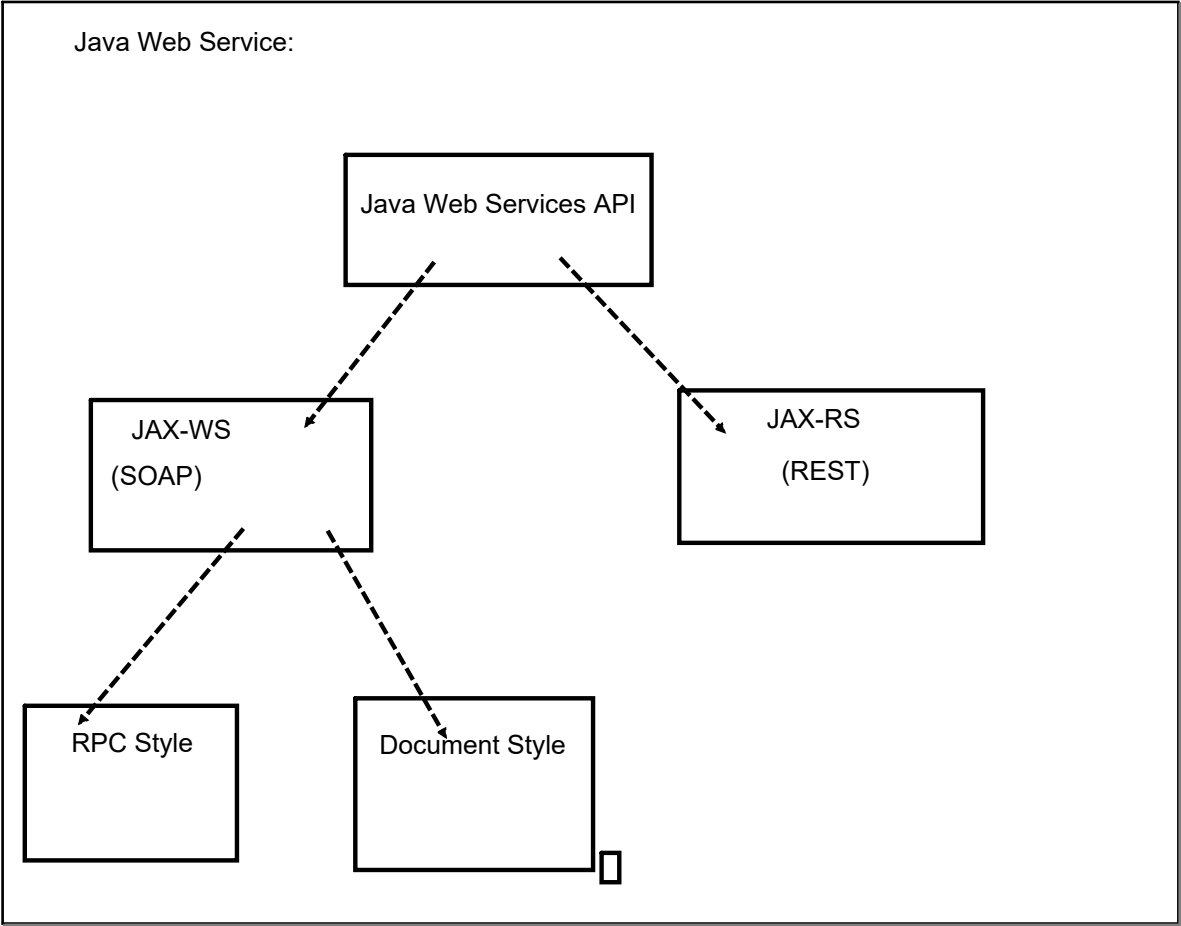 Java Web Service:
Java Web Services API
JAX-WS
(SOAP)
JAX-RS
(REST)
RPC Style
Document Style